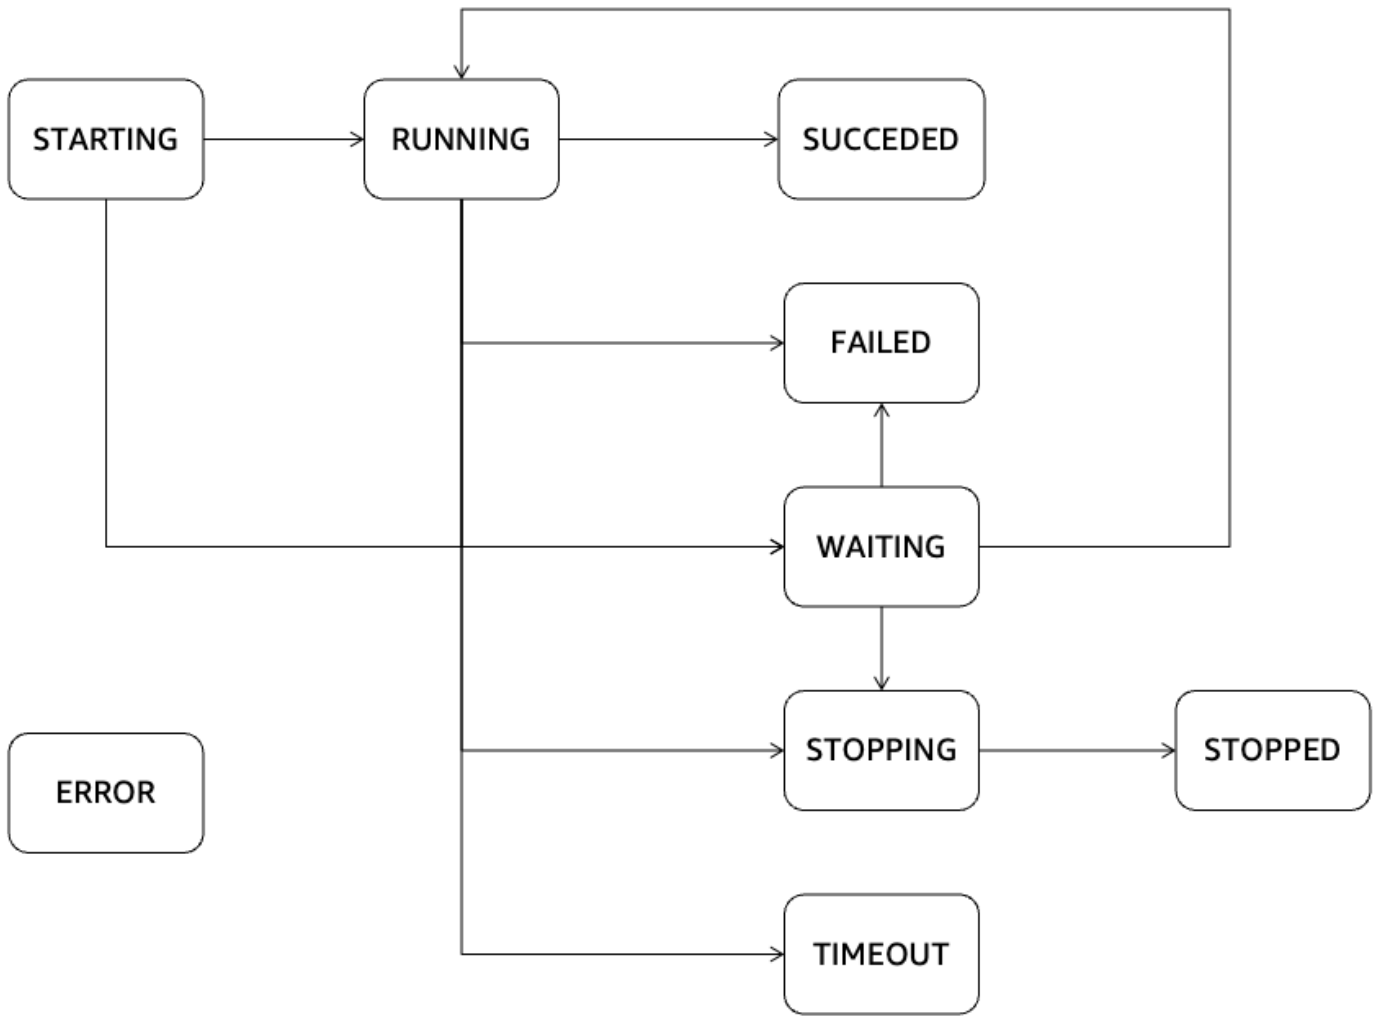 STARTING
RUNNING
SUCCEDED
FAILED
WAITING
STOPPING
STOPPED
ERROR
TIMEOUT